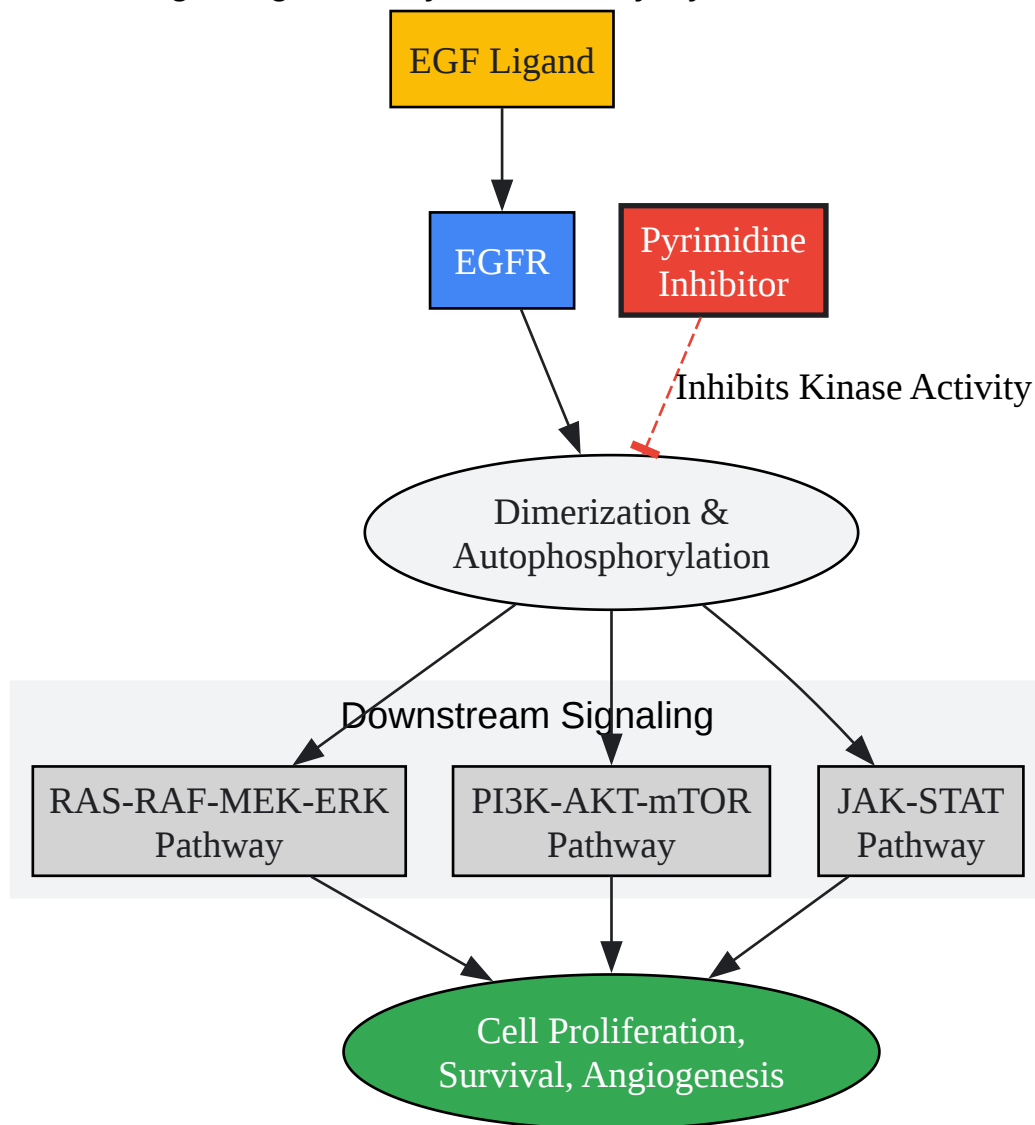 EGF Ligand
EGFR
Pyrimidine
Inhibitor
Inhibits Kinase Activity
Dimerization &
Autophosphorylation
Downstream Signaling
RAS-RAF-MEK-ERK
Pathway
PI3K-AKT-mTOR
Pathway
JAK-STAT
Pathway
Cell Proliferation,
Survival, Angiogenesis